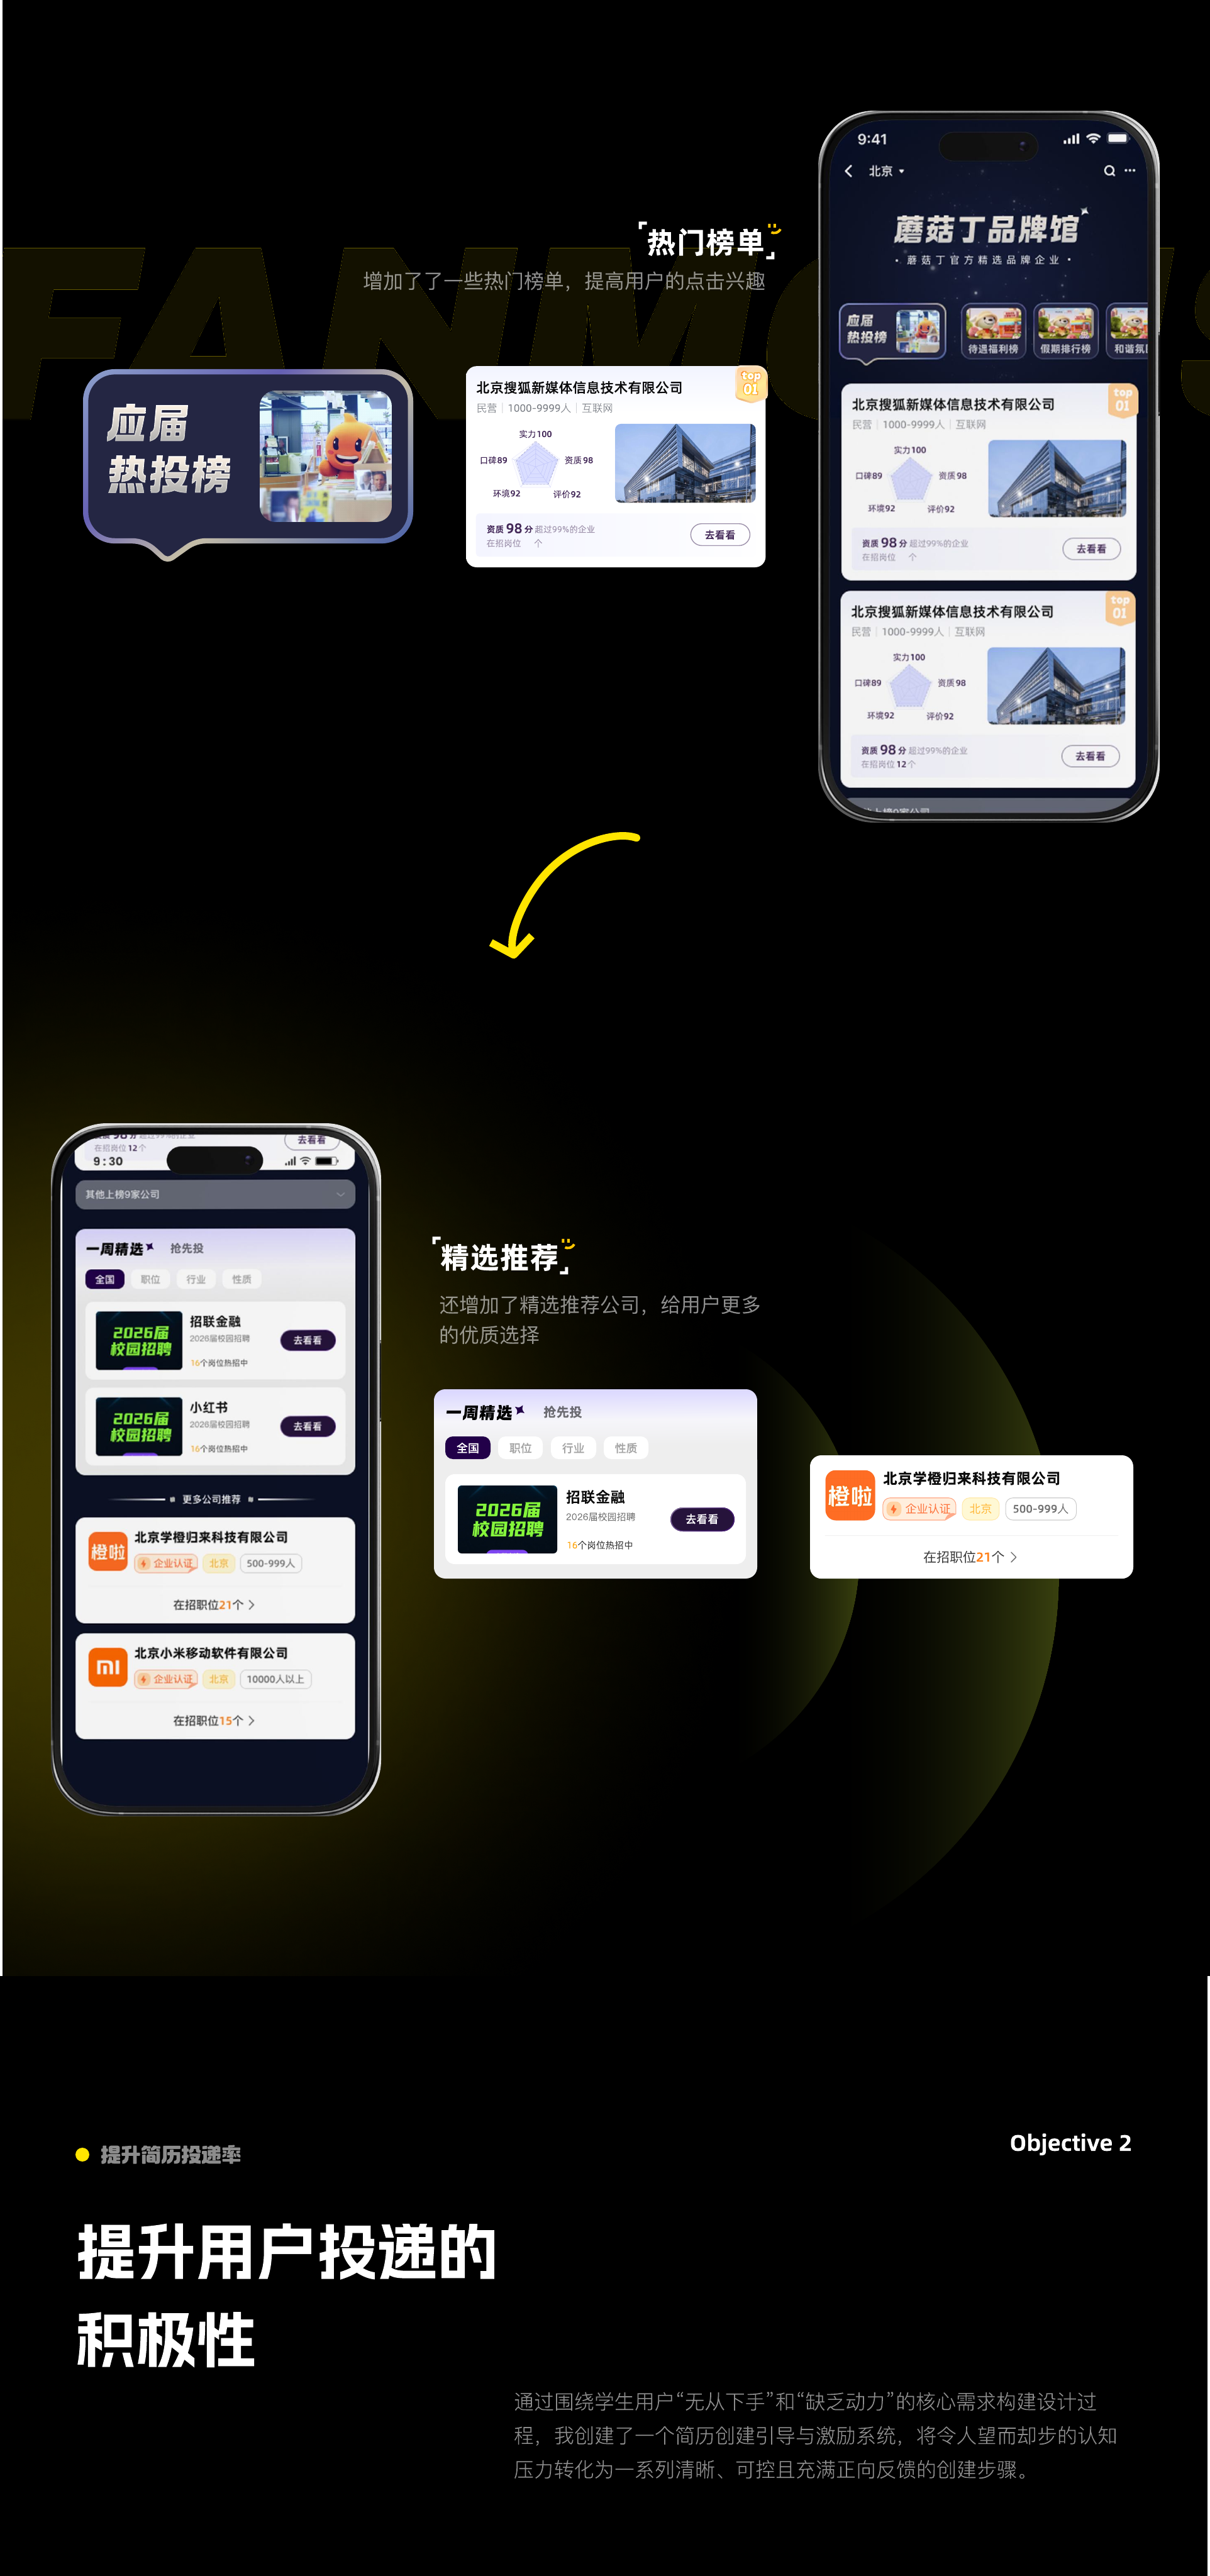 热门榜单
增加了了一些热门榜单，提高用户的点击兴趣
FANMO
应届
热投榜
北京搜狐新媒体信息技术有限公司
top
01
民营 | 1000-9999人 | 互联网
实力100
口碑89
资质98
环境92
评价92
资质 98 分 超过99%的企业
在招岗位 个
去看看
9:41
北京
蘑菇丁品牌馆
• 蘑菇丁官方精选品牌企业 •
应届
热投榜
待遇福利榜
假期排行榜
和谐氛
北京搜狐新媒体信息技术有限公司
top
01
民营 | 1000-9999人 | 互联网
实力100
口碑89
资质98
环境92
评价92
资质 98 分 超过99%的企业
在招岗位 个
去看看
北京搜狐新媒体信息技术有限公司
top
01
民营 | 1000-9999人 | 互联网
实力100
口碑89
资质98
环境92
评价92
资质 98 分 超过99%的企业
在招岗位 12 个
去看看
在招岗位 12 个
去看看
9:30
其他上榜9家公司
一周精选 抢先投
全国 职位 行业 性质
2026届
校园招聘
招联金融
2026届校园招聘
16个岗位热招中
去看看
2026届
校园招聘
小红书
2026届校园招聘
16个岗位热招中
去看看
更多公司推荐
橙啦
北京学橙归来科技有限公司
企业认证 北京 500-999人
在招职位21个 >
北京小米移动软件有限公司
企业认证 北京 10000人以上
在招职位15个 >
精选推荐
还增加了精选推荐公司，给用户更多
的优质选择
一周精选 抢先投
全国 职位 行业 性质
2026届
校园招聘
招联金融
2026届校园招聘
16个岗位热招中
去看看
橙啦
北京学橙归来科技有限公司
企业认证 北京 500-999人
在招职位21个 >
提升简历投递率
Objective 2
提升用户投递的
积极性
通过围绕学生用户“无从下手”和“缺乏动力”的核心需求构建设计过
程，我创建了一个简历创建引导与激励系统，将令人望而却步的认知
压力转化为一系列清晰、可控且充满正向反馈的创建步骤。